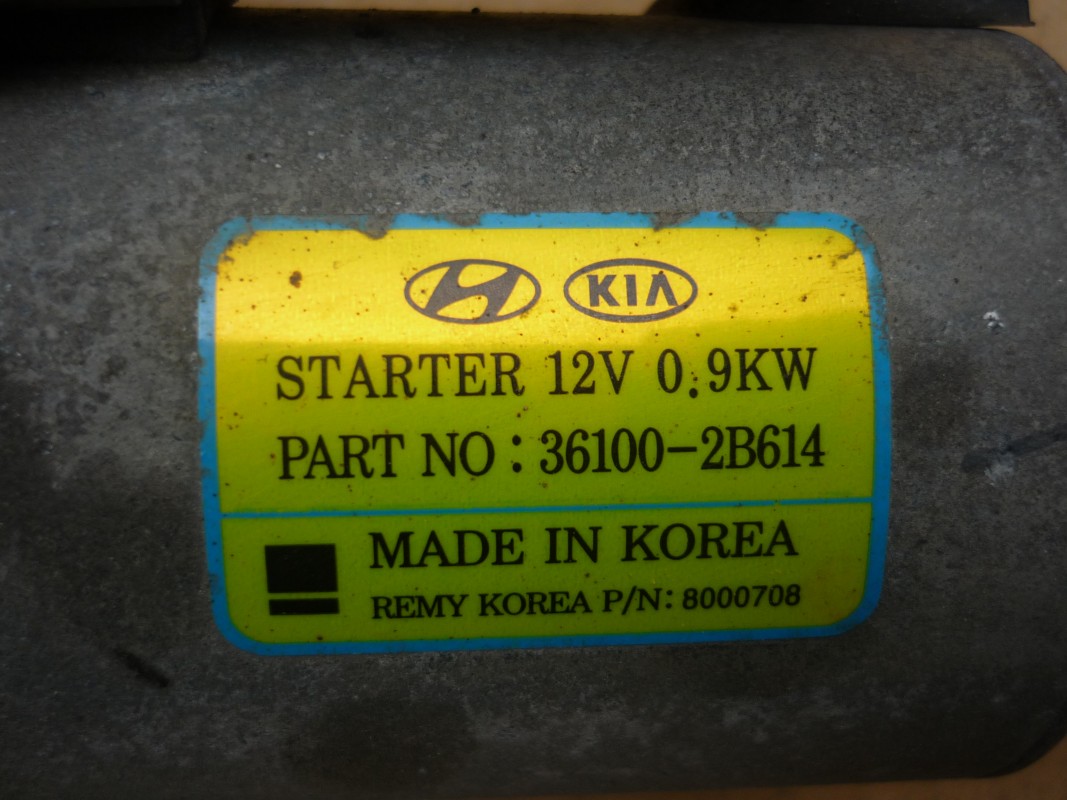 KIA
STARTER 12V 0.9KW
PART NO : 36100-2B614
MADE IN KOREA
REMY KOREA P/N: 8000708